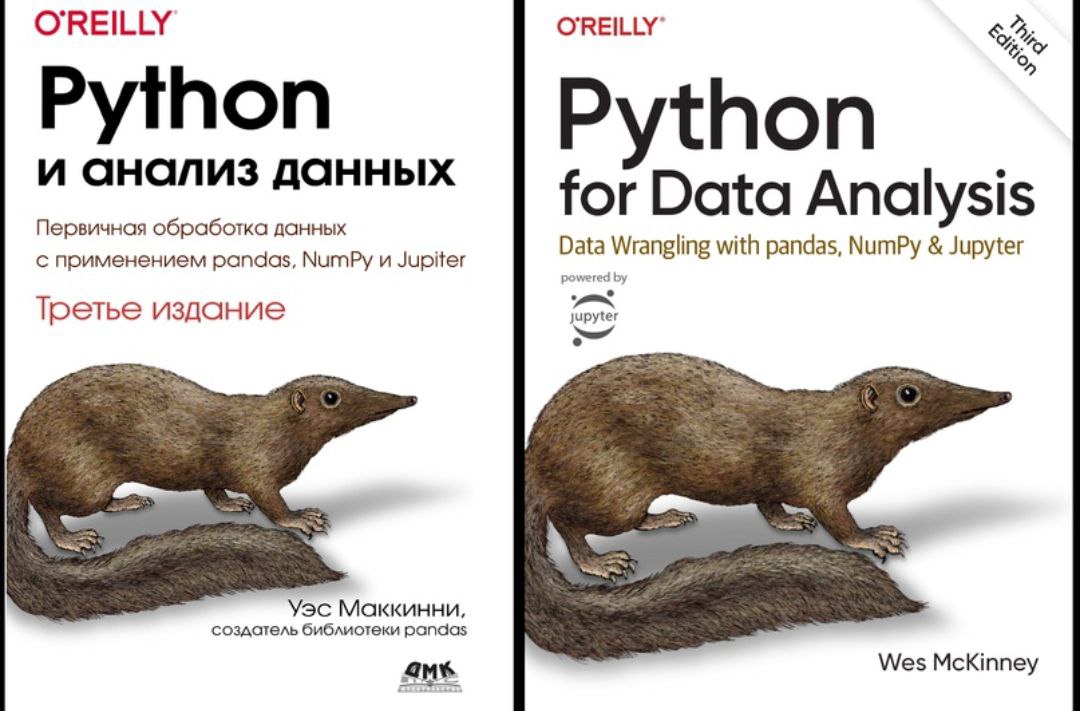 O'REILLY®
Python
и анализ данных
Первичная обработка данных
с применением pandas, NumPy и Jupiter
Третье издание
Уэс Маккинни,
создатель библиотеки pandas
ДМК
O'REILLY®
Third
Edition
Python
for Data Analysis
Data Wrangling with pandas, NumPy & Jupyter
powered by
jupyter
Wes McKinney